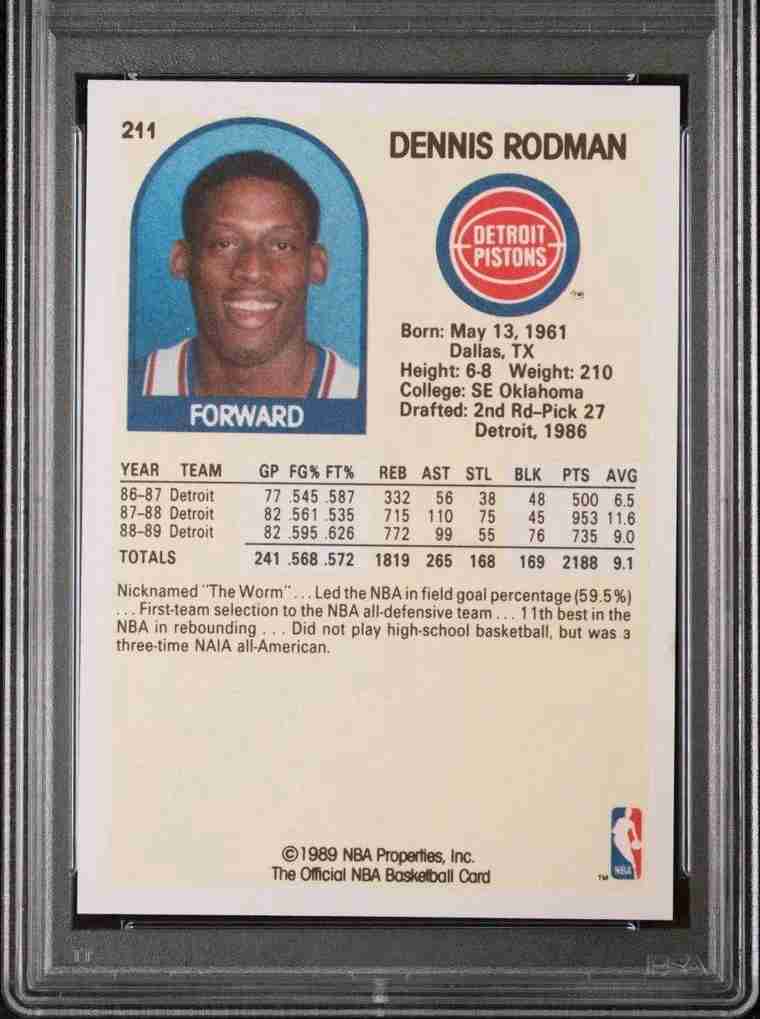 211
DENNIS RODMAN
DETROIT
PISTONS
TM
Born: May 13, 1961
Dallas, TX
Height: 6-8 Weight: 210
College: SE Oklahoma
Drafted: 2nd Rd–Pick 27
Detroit, 1986
FORWARD
YEAR TEAM GP FG% FT% REB AST STL BLK PTS AVG
86–87 Detroit 77 .545 .587 332 56 38 48 500 6.5
87–88 Detroit 82 .561 .535 715 110 75 45 953 11.6
88–89 Detroit 82 .595 .626 772 99 55 76 735 9.0
TOTALS 241 .568 .572 1819 265 168 169 2188 9.1
Nicknamed "The Worm" . . . Led the NBA in field goal percentage (59.5%)
. . . First-team selection to the NBA all-defensive team . . . 11th best in the
NBA in rebounding . . . Did not play high-school basketball, but was a
three-time NAIA all-American.
©1989 NBA Properties, Inc.
The Official NBA Basketball Card
TM
NBA